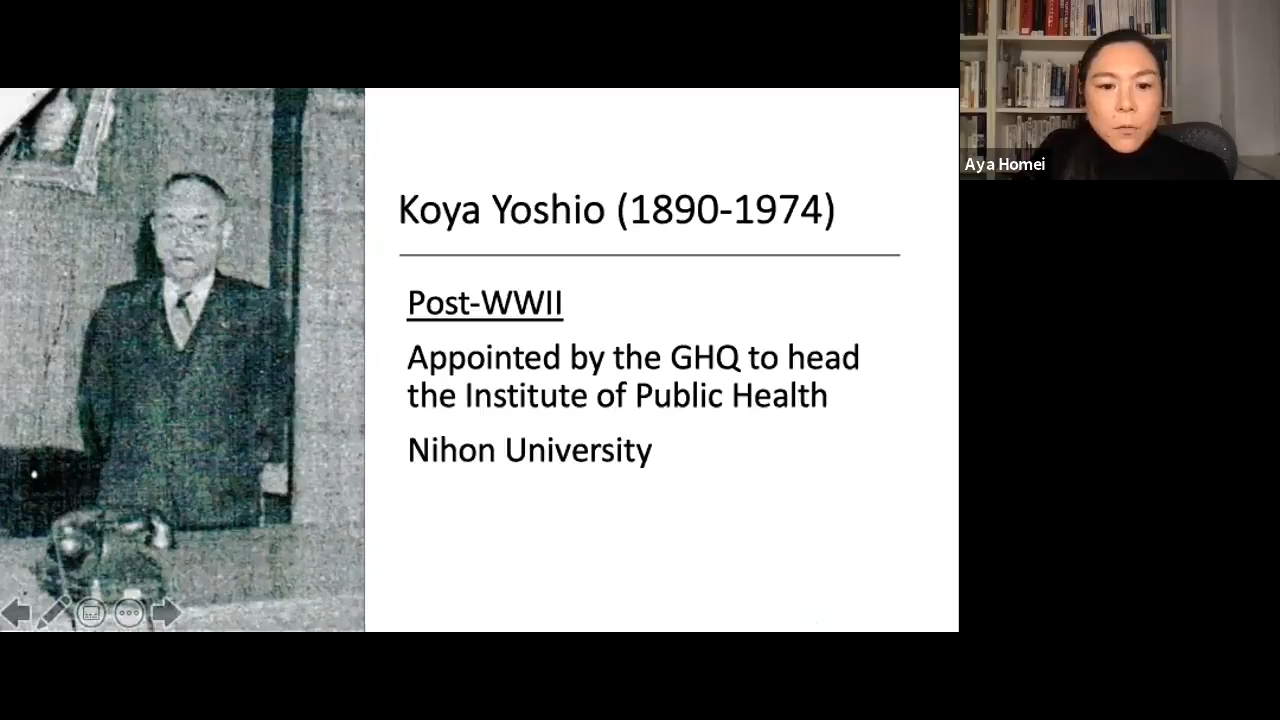 Koya Yoshio (1890-1974)
Post-WWII
Appointed by the GHQ to head
the Institute of Public Health
Nihon University
Aya Homei